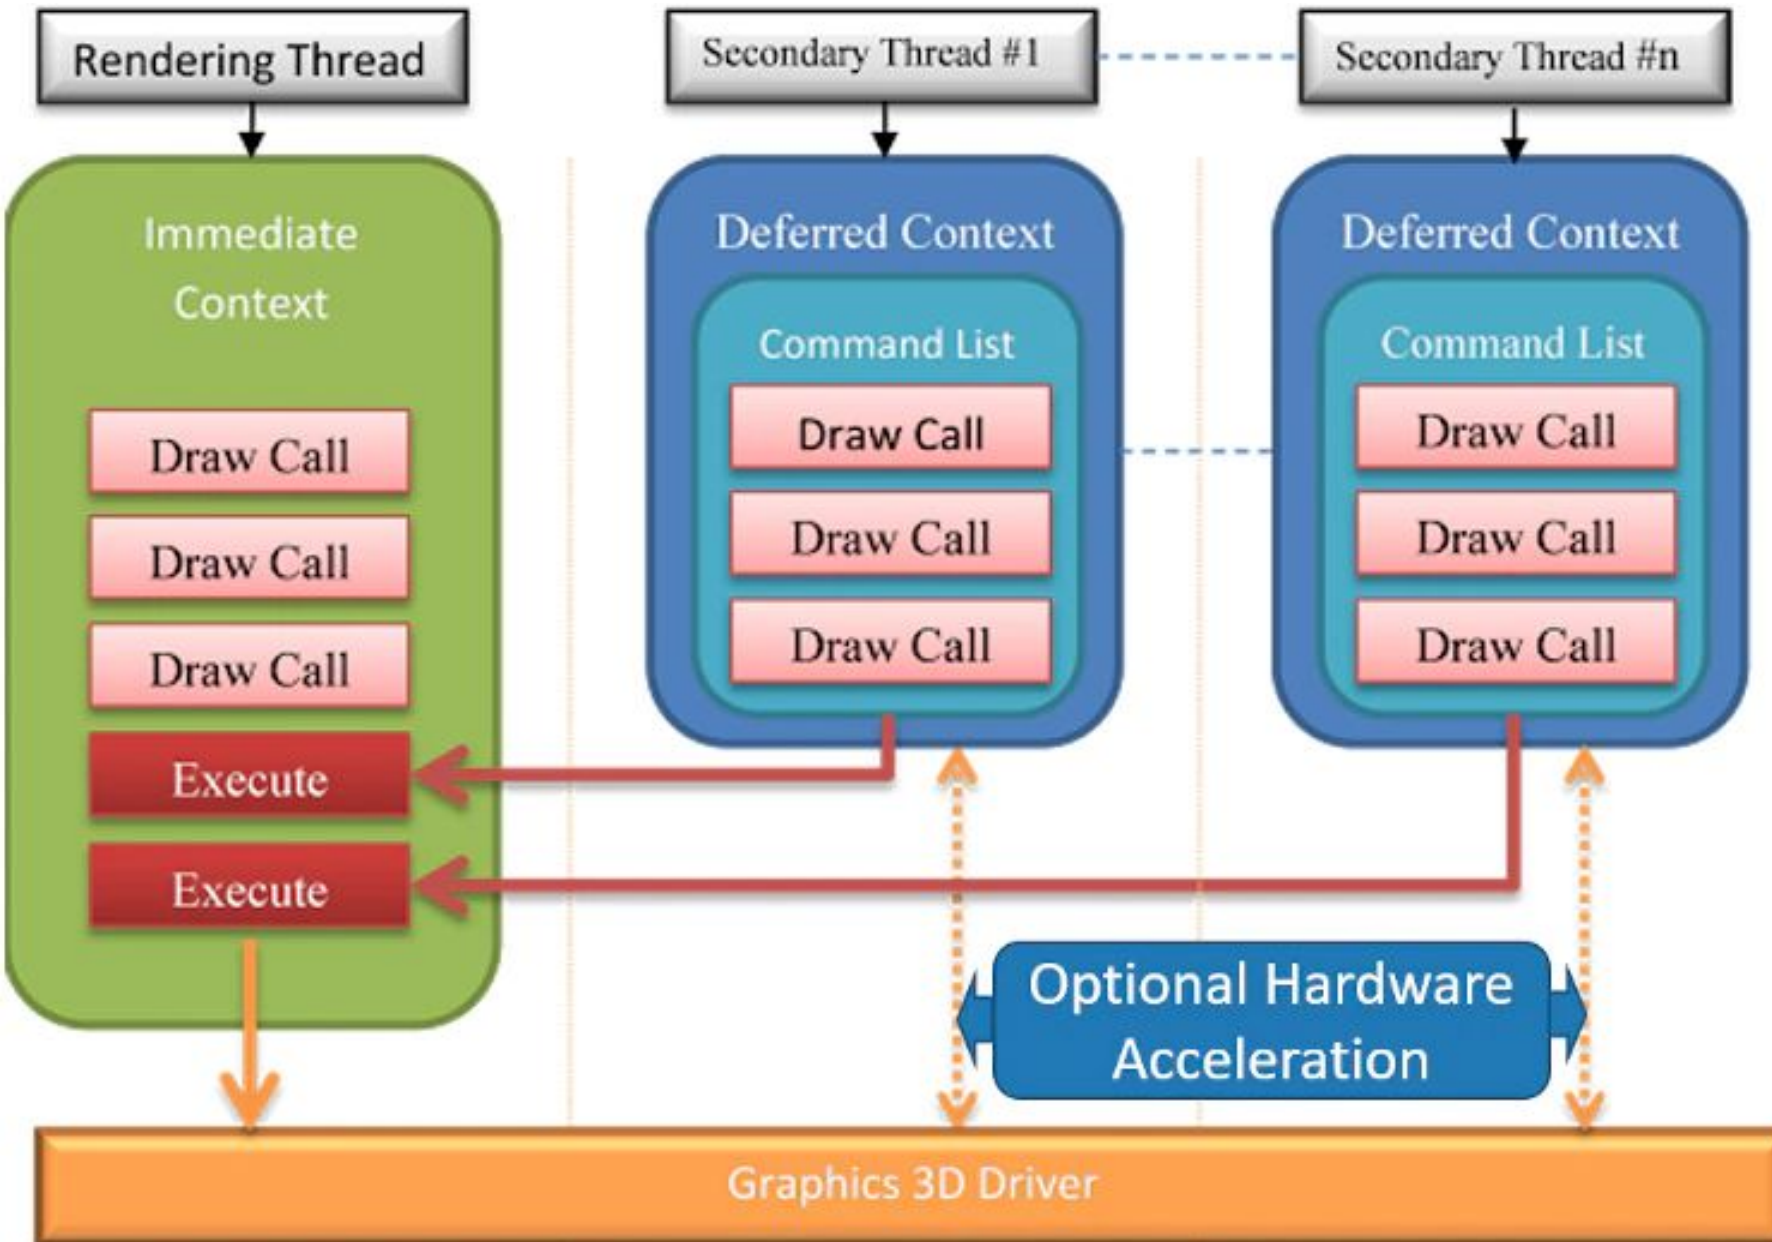 Rendering Thread
Secondary Thread #1
Secondary Thread #n
Immediate
Context
Draw Call
Draw Call
Draw Call
Execute
Execute
Deferred Context
Command List
Draw Call
Draw Call
Draw Call
Deferred Context
Command List
Draw Call
Draw Call
Draw Call
Optional Hardware
Acceleration
Graphics 3D Driver